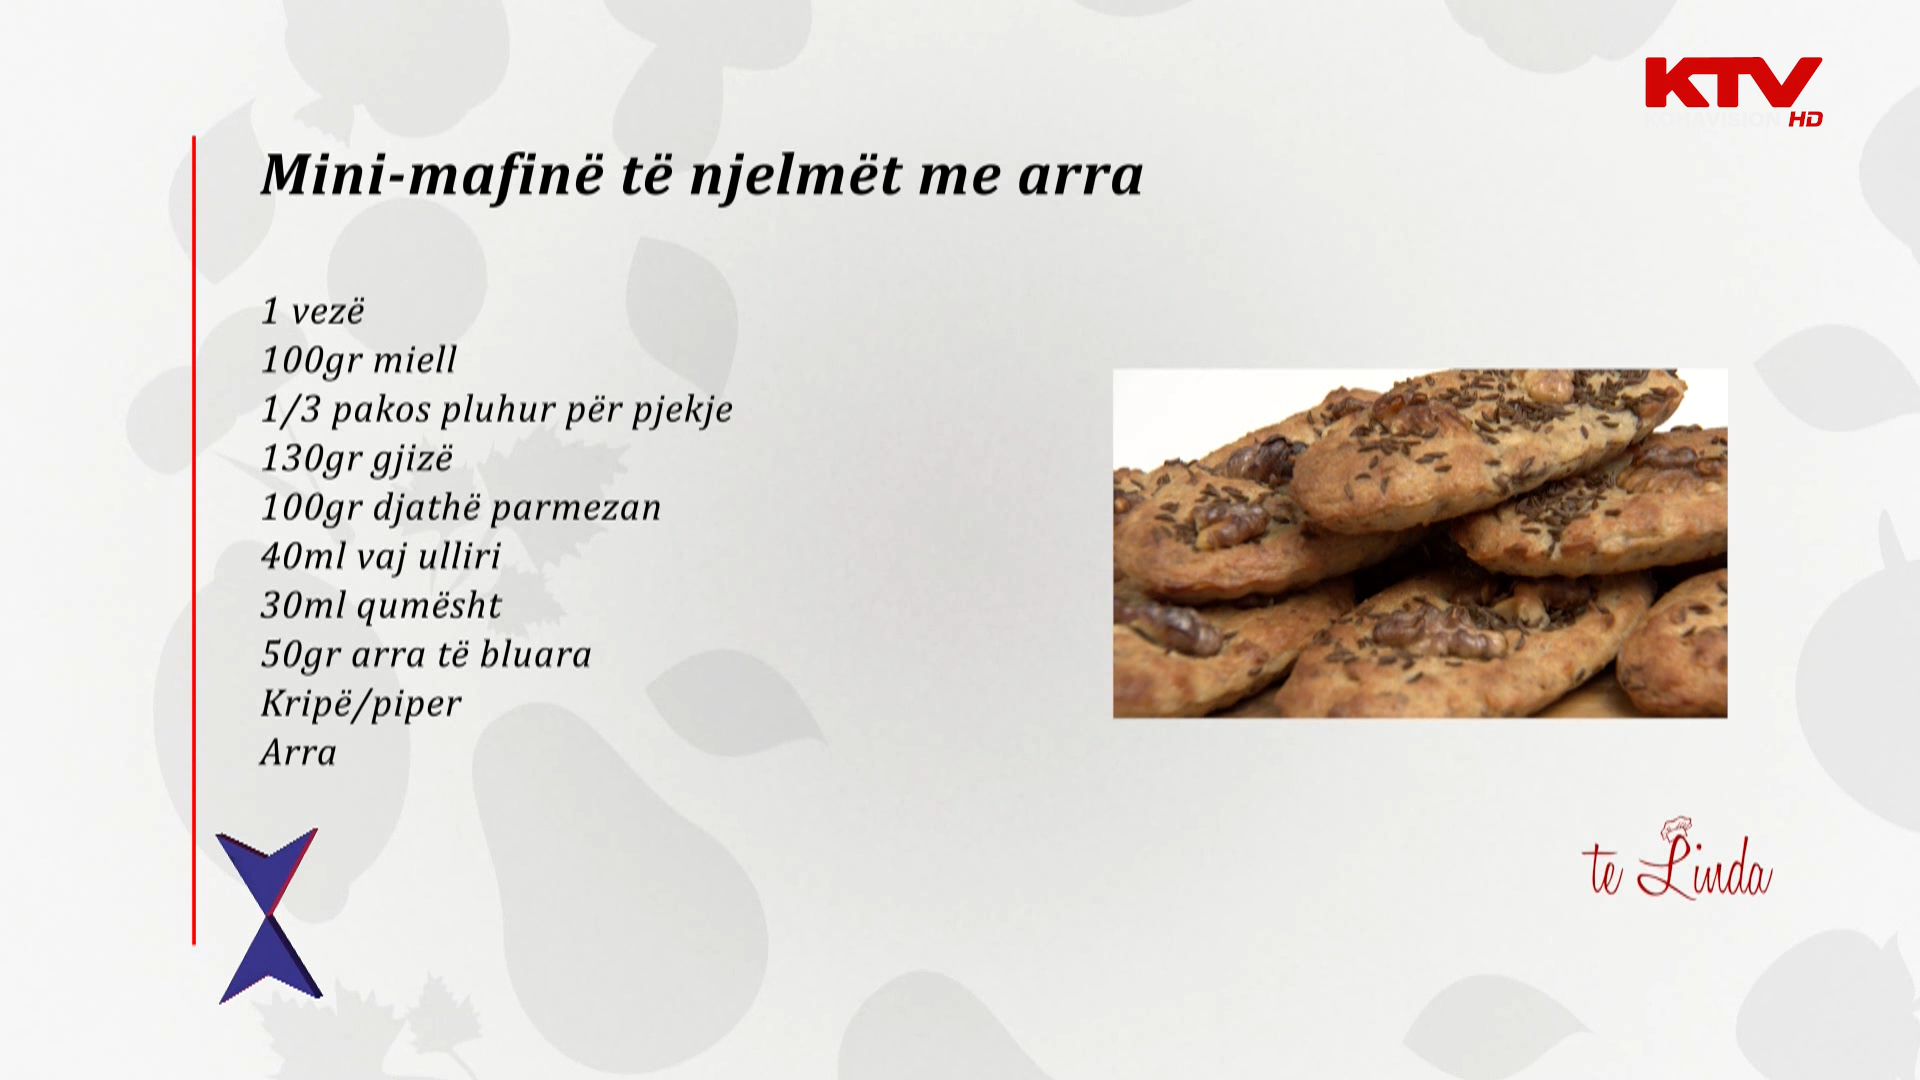 KTV
KOHAVISION HD
Mini-mafinë të njelmët me arra
1 vezë
100gr miell
1/3 pakos pluhur për pjekje
130gr gjizë
100gr djathë parmezan
40ml vaj ulliri
30ml qumësht
50gr arra të bluara
Kripë/piper
Arra
te Linda